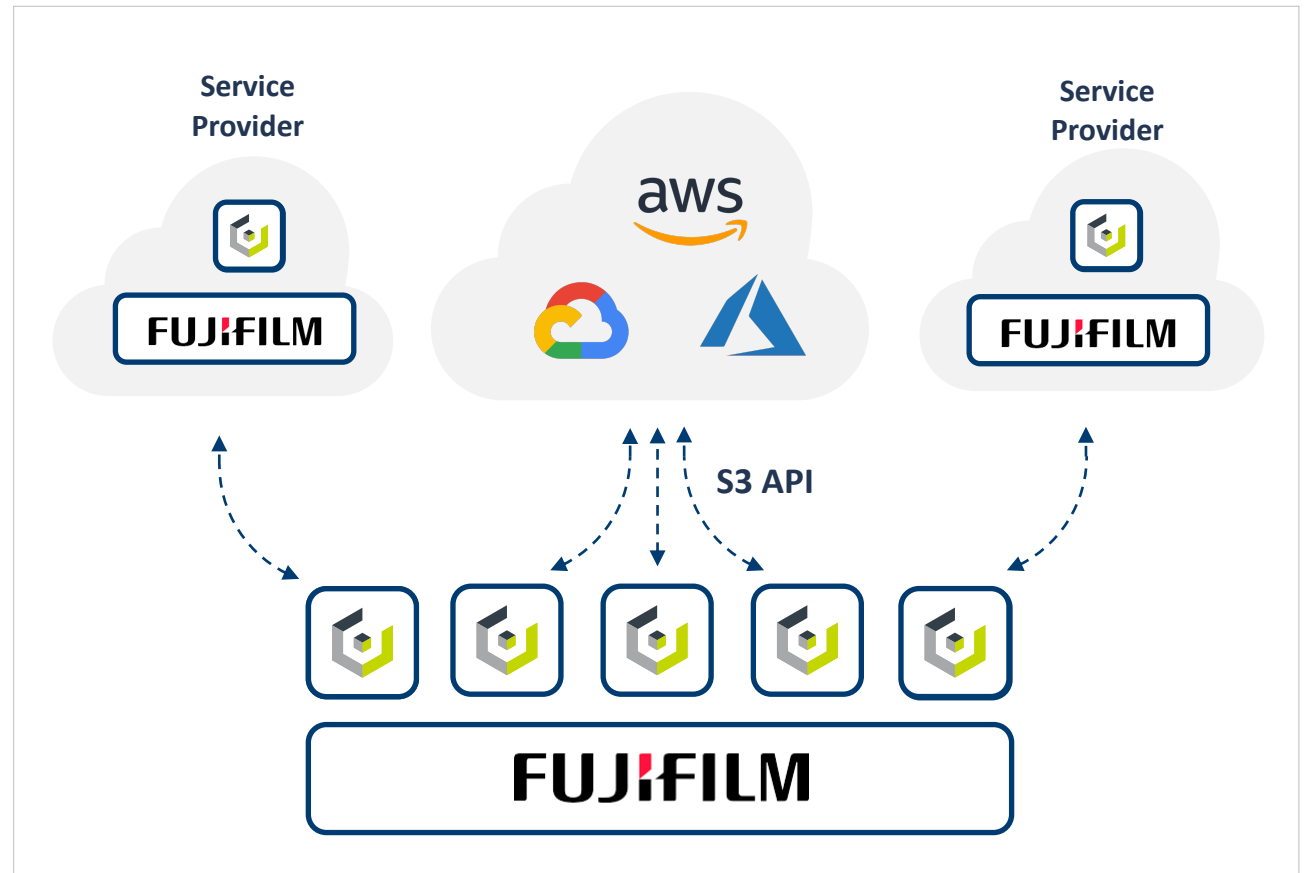 Service
Provider
Service
Provider
aws
FUJIFILM
FUJIFILM
S3 API
FUJIFILM